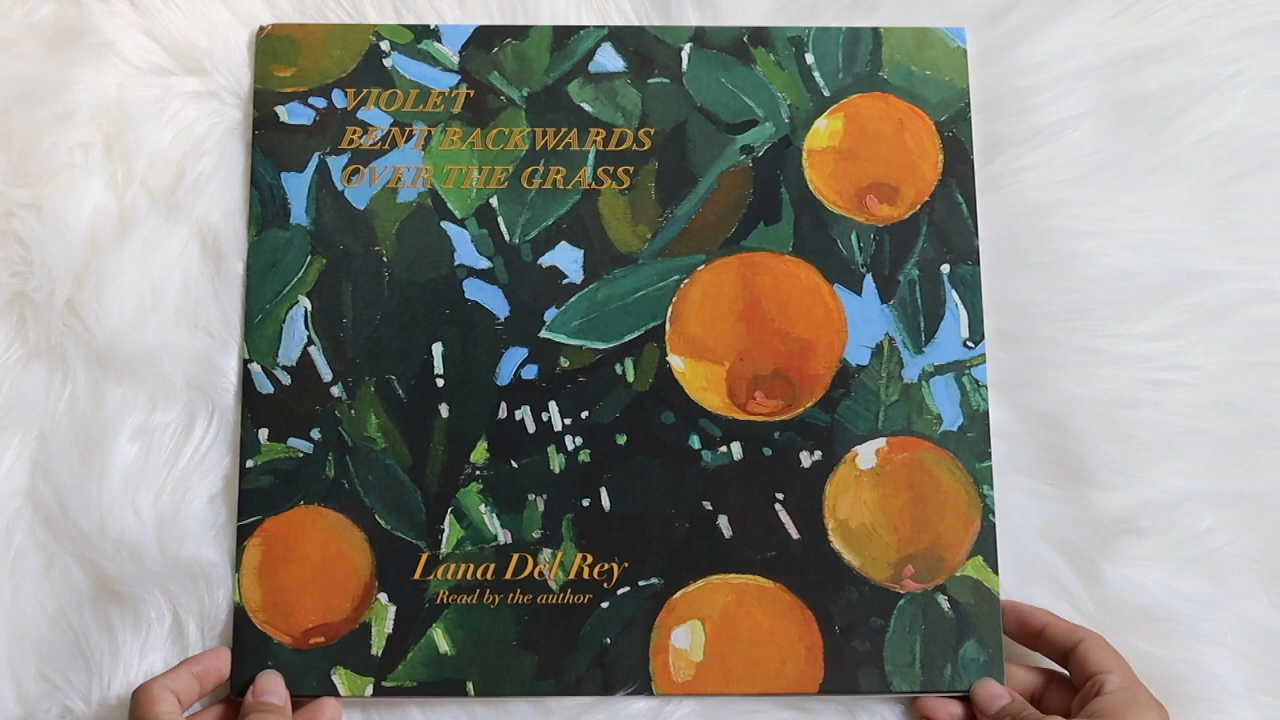 VIOLET
BENT BACKWARDS
OVER THE GRASS
Lana Del Rey
Read by the author